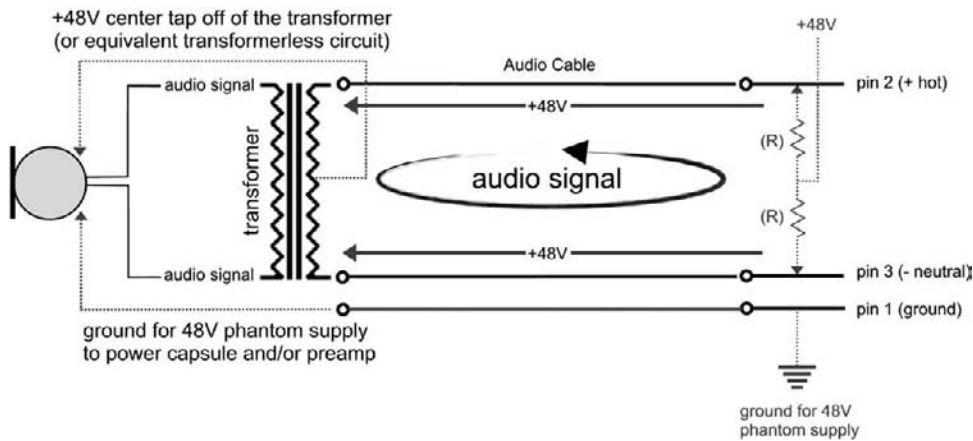 +48V center tap off of the transformer
(or equivalent transformerless circuit)
+48V
audio signal
Audio Cable
pin 2 (+ hot)
+48V
(R)
transformer
audio signal
(R)
+48V
audio signal
pin 3 (- neutral)
pin 1 (ground)
ground for 48V phantom supply
to power capsule and/or preamp
ground for 48V
phantom supply